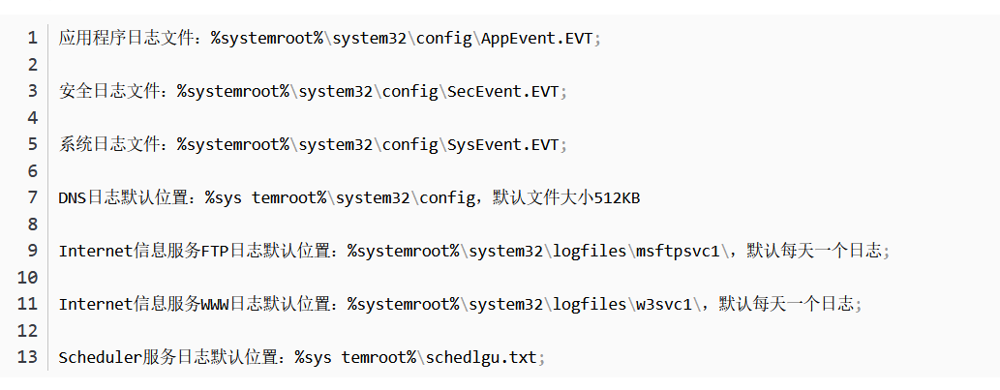 1 应用程序日志文件：%systemroot%\system32\config\AppEvent.EVT;
2
3 安全日志文件：%systemroot%\system32\config\SecEvent.EVT;
4
5 系统日志文件：%systemroot%\system32\config\SysEvent.EVT;
6
7 DNS日志默认位置：%sys temroot%\system32\config，默认文件大小512KB
8
9 Internet信息服务FTP日志默认位置：%systemroot%\system32\logfiles\msftpsvc1\，默认每天一个日志;
10
11 Internet信息服务WWW日志默认位置：%systemroot%\system32\logfiles\w3svc1\，默认每天一个日志;
12
13 Scheduler服务日志默认位置：%sys temroot%\schedlgu.txt;